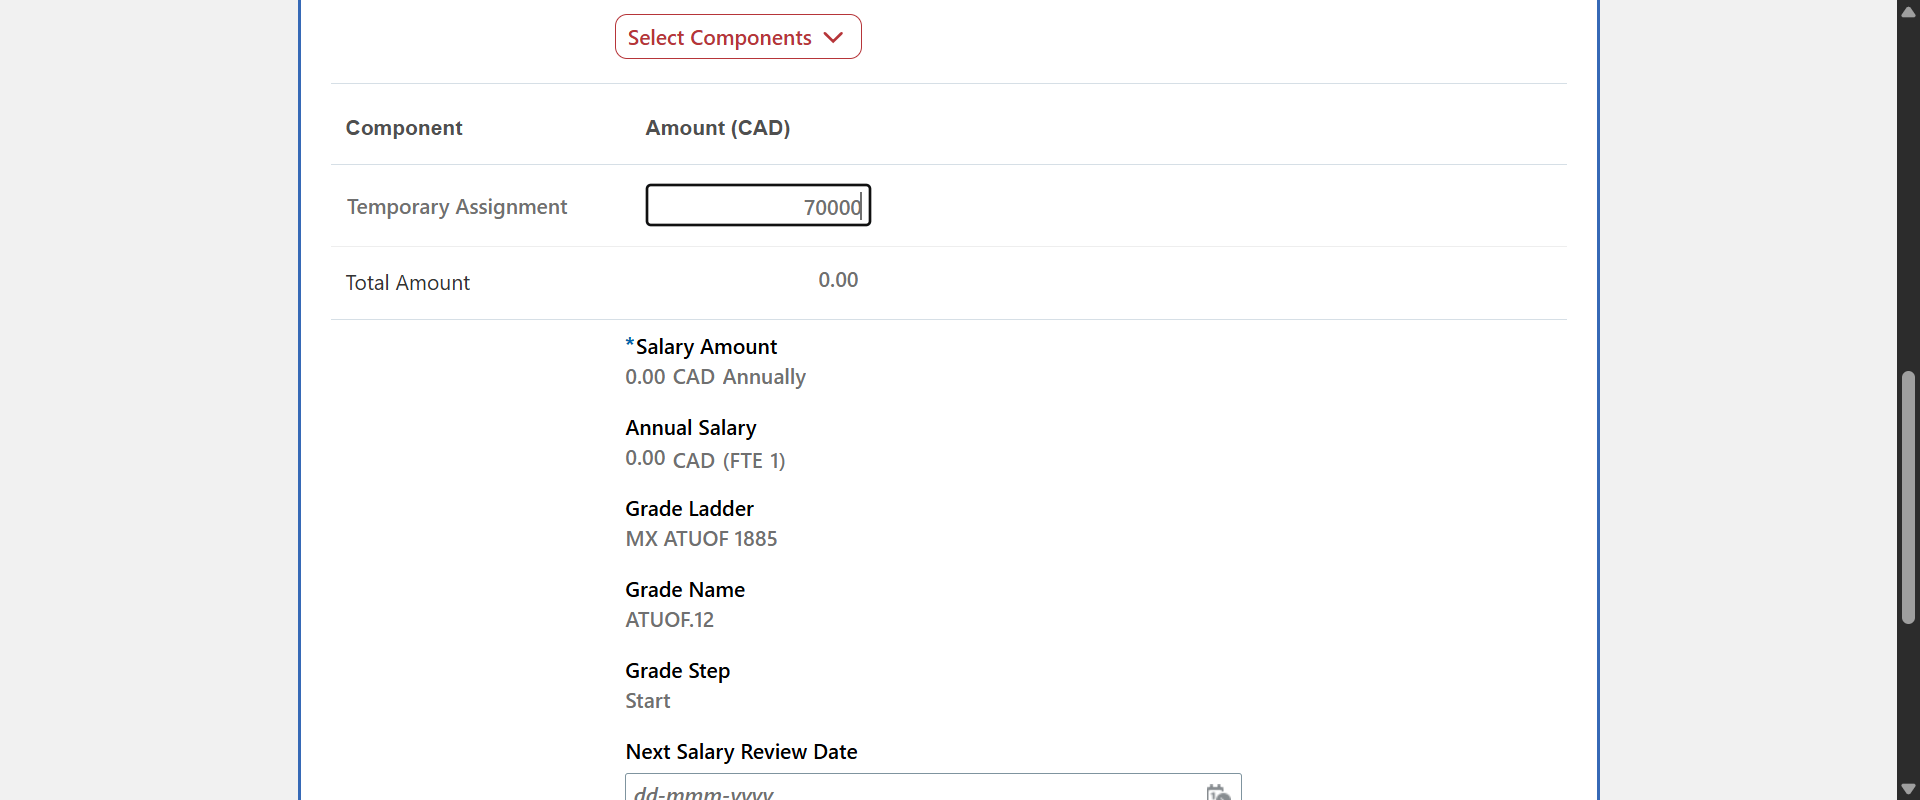 Select Components
Component Amount (CAD)
Temporary Assignment 70000
Total Amount 0.00
*Salary Amount
0.00 CAD Annually
Annual Salary
0.00 CAD (FTE 1)
Grade Ladder
MX ATUOF 1885
Grade Name
ATUOF.12
Grade Step
Start
Next Salary Review Date
dd-mmm-yyyy